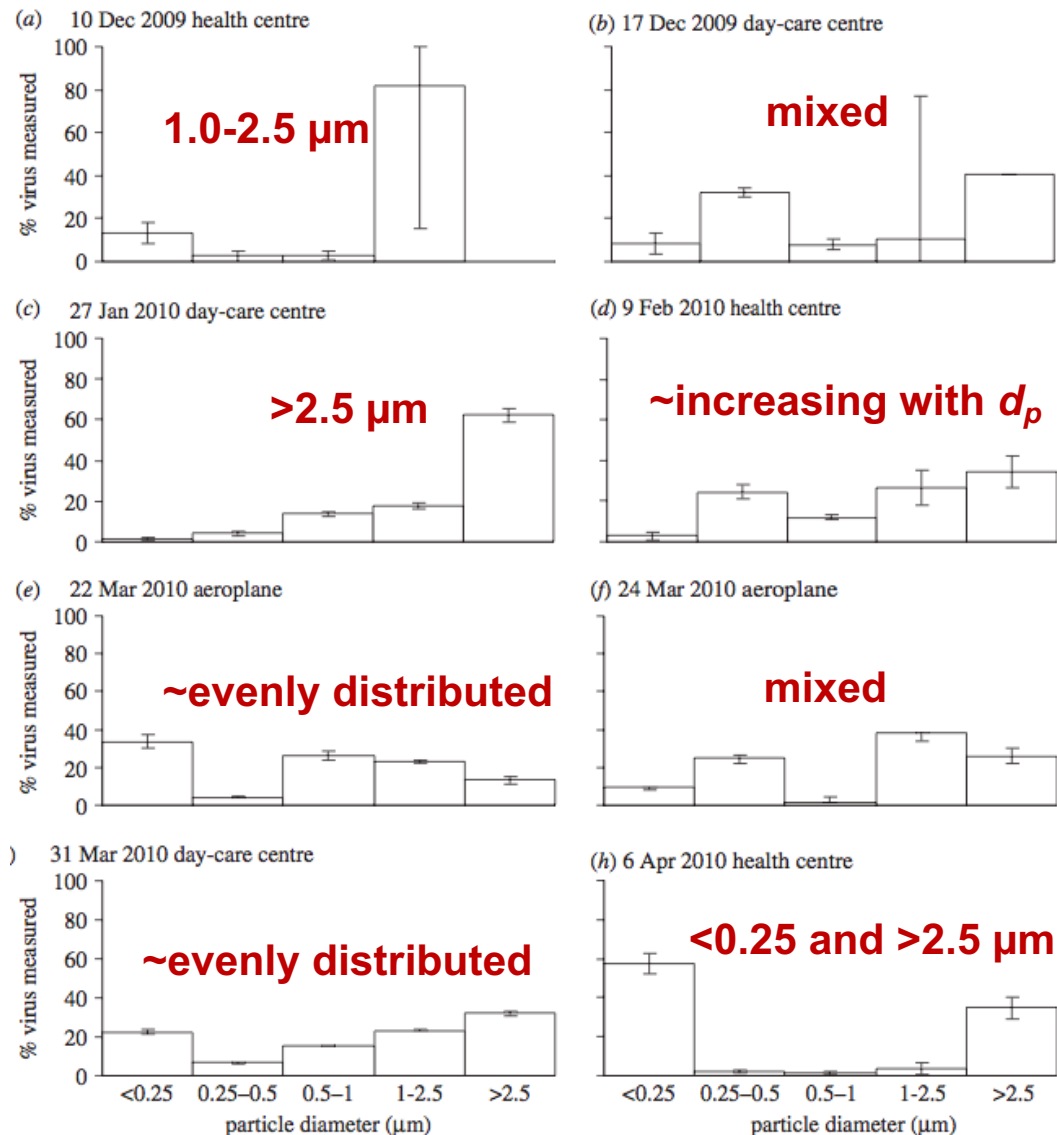 (a) 10 Dec 2009 health centre
100
80
60
40
20
0
% virus measured
1.0-2.5 µm
(b) 17 Dec 2009 day-care centre
mixed
(c) 27 Jan 2010 day-care centre
100
80
60
40
20
0
% virus measured
>2.5 µm
(d) 9 Feb 2010 health centre
~increasing with dp
(e) 22 Mar 2010 aeroplane
100
80
60
40
20
0
% virus measured
~evenly distributed
(f) 24 Mar 2010 aeroplane
mixed
) 31 Mar 2010 day-care centre
100
80
60
40
20
0
% virus measured
~evenly distributed
<0.25 0.25–0.5 0.5–1 1-2.5 >2.5
particle diameter (µm)
(h) 6 Apr 2010 health centre
<0.25 and >2.5 µm
<0.25 0.25–0.5 0.5–1 1-2.5 >2.5
particle diameter (µm)